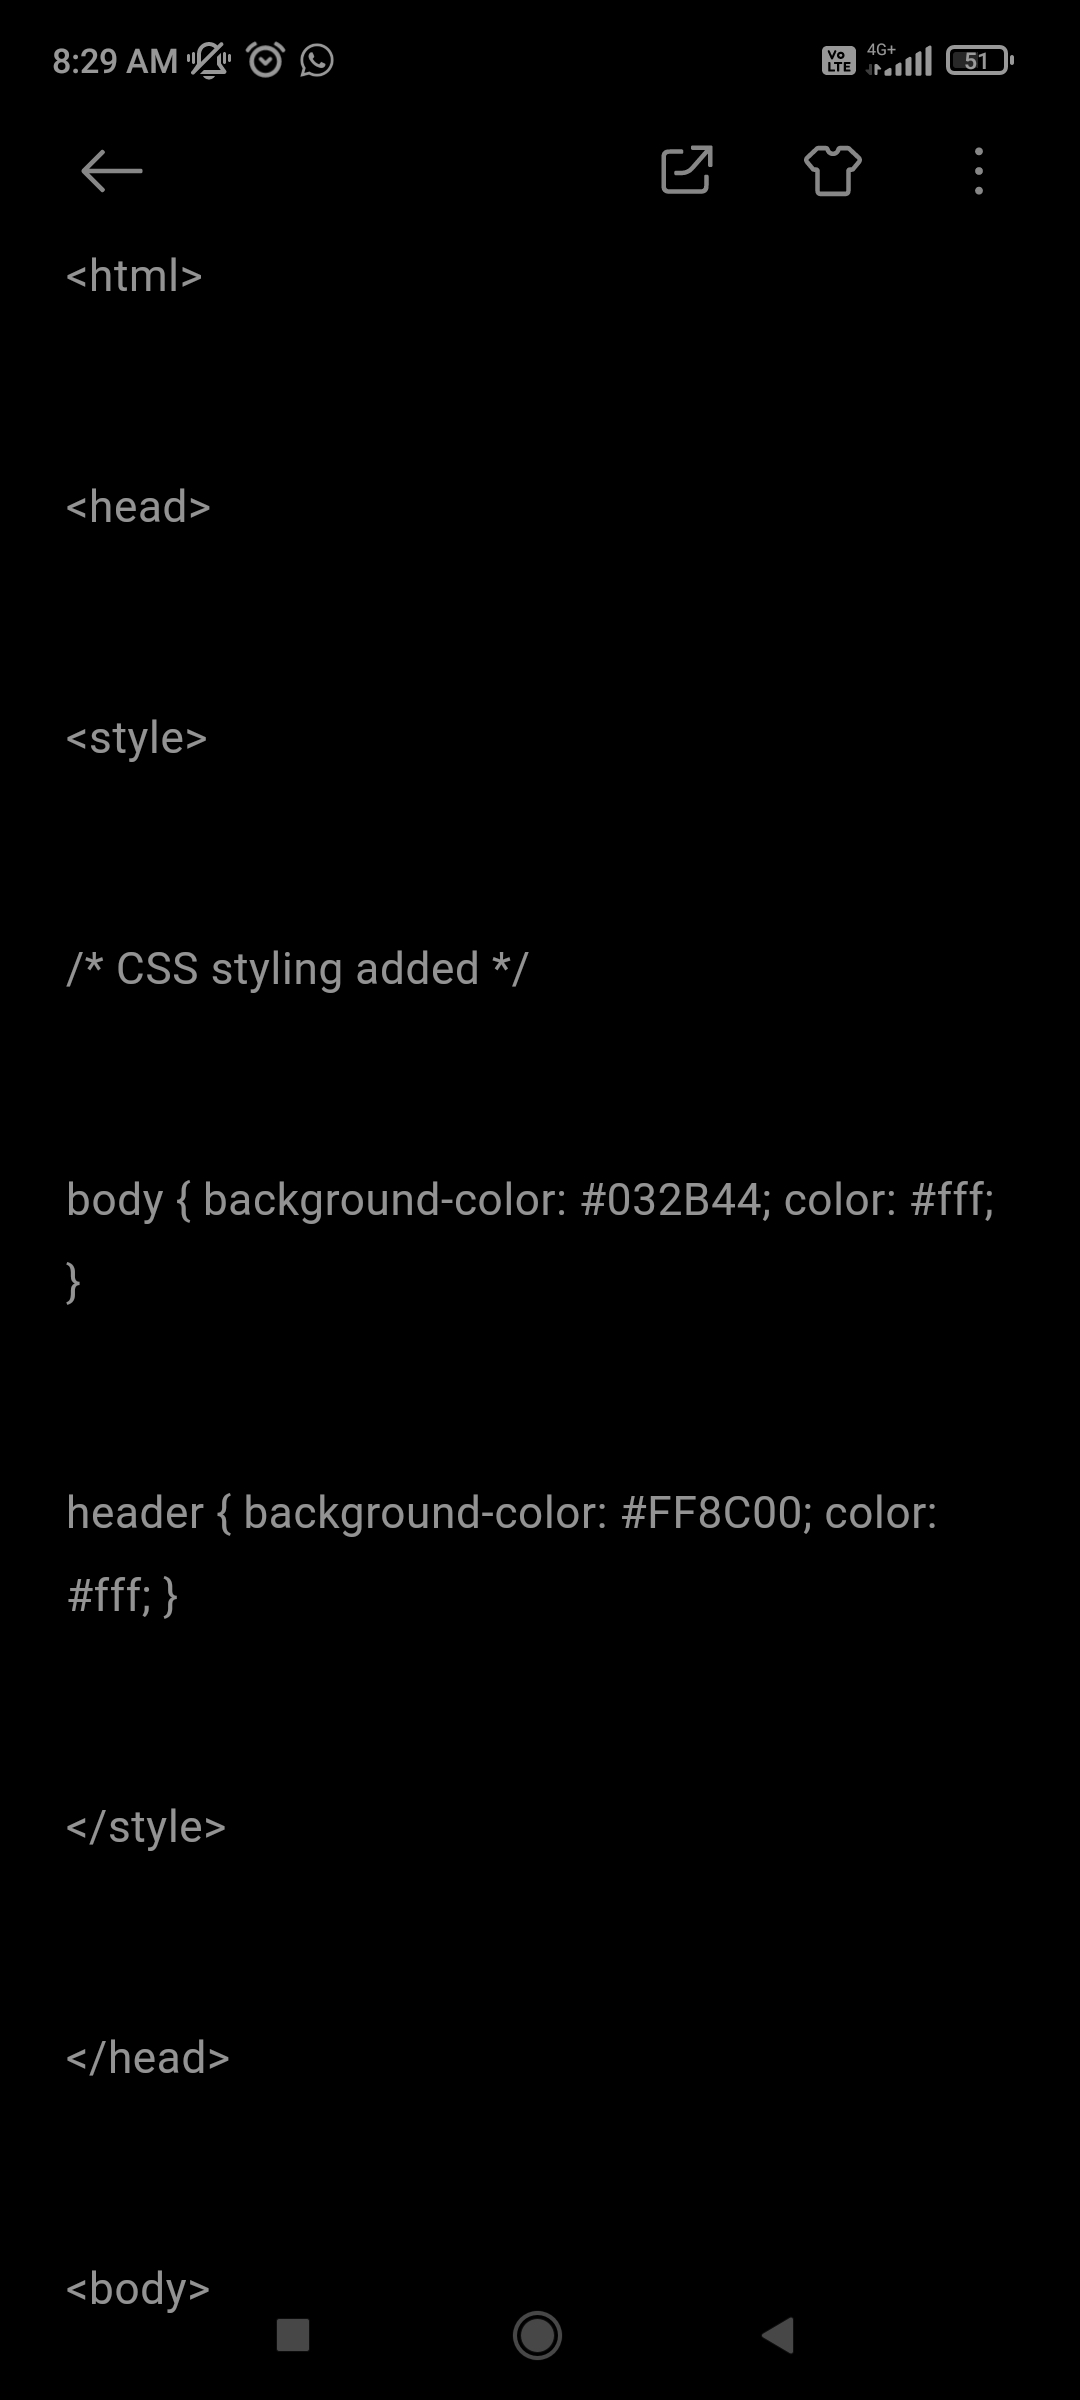 8:29 AM
Vo LTE 4G+ 51
<html>
<head>
<style>
/* CSS styling added */
body { background-color: #032B44; color: #fff;
}
header { background-color: #FF8C00; color:
#fff; }
</style>
</head>
<body>